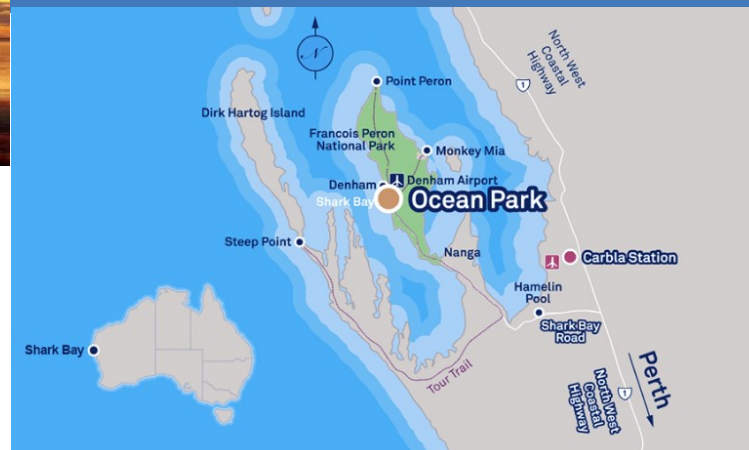 North West
Coastal
Highway
1
N
Point Peron
Dirk Hartog Island
Francois Peron
National Park
Monkey Mia
Denham
Denham Airport
Shark Bay
Ocean Park
Steep Point
Nanga
Carbla Station
Hamelin
Pool
Shark Bay
Road
Shark Bay
Tour Trail
Perth
North West
Coastal
Highway
1